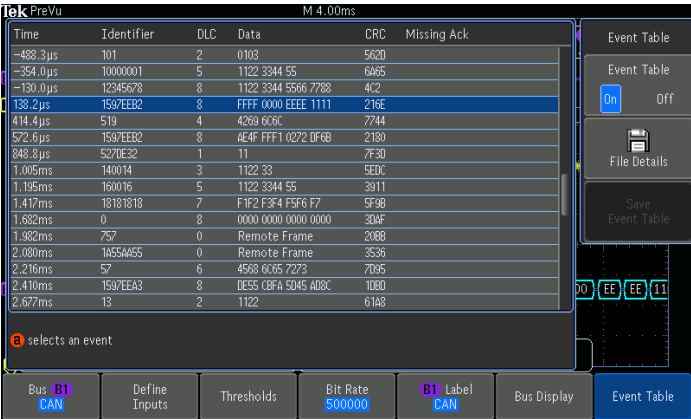 Tek PreVu M 4.00ms
Time Identifier DLC Data CRC Missing Ack
-488.3µs 101 2 0103 562D
-354.0µs 10000001 5 1122 3344 55 6A65
-130.0µs 12345678 8 1122 3344 5566 7788 4C2
138.2µs 1597EEB2 8 FFFF 0000 EEEE 1111 216E
414.4µs 519 4 4269 6C6C 7744
572.6µs 1597EEB2 8 AE4F FFF1 0272 DF6B 2180
848.8µs 527DE32 1 11 7F3D
1.005ms 140014 3 1122 33 5EDC
1.195ms 160016 5 1122 3344 55 3911
1.417ms 18181818 7 F1F2 F3F4 F5F6 F7 5F9B
1.682ms 0 8 0000 0000 0000 0000 3DAF
1.982ms 757 0 Remote Frame 20BB
2.080ms 1A55AA55 0 Remote Frame 3536
2.216ms 57 6 4568 6C65 7273 7D95
2.410ms 1597EEA3 8 DE55 CBFA 5D45 AD8C 1DBD
2.677ms 13 2 1122 61A8
a selects an event
Event Table
Event Table
On Off
File Details
Save
Event Table
EE EE 11
Bus B1
CAN
Define
Inputs
Thresholds
Bit Rate
500000
B1 Label
CAN
Bus Display
Event Table